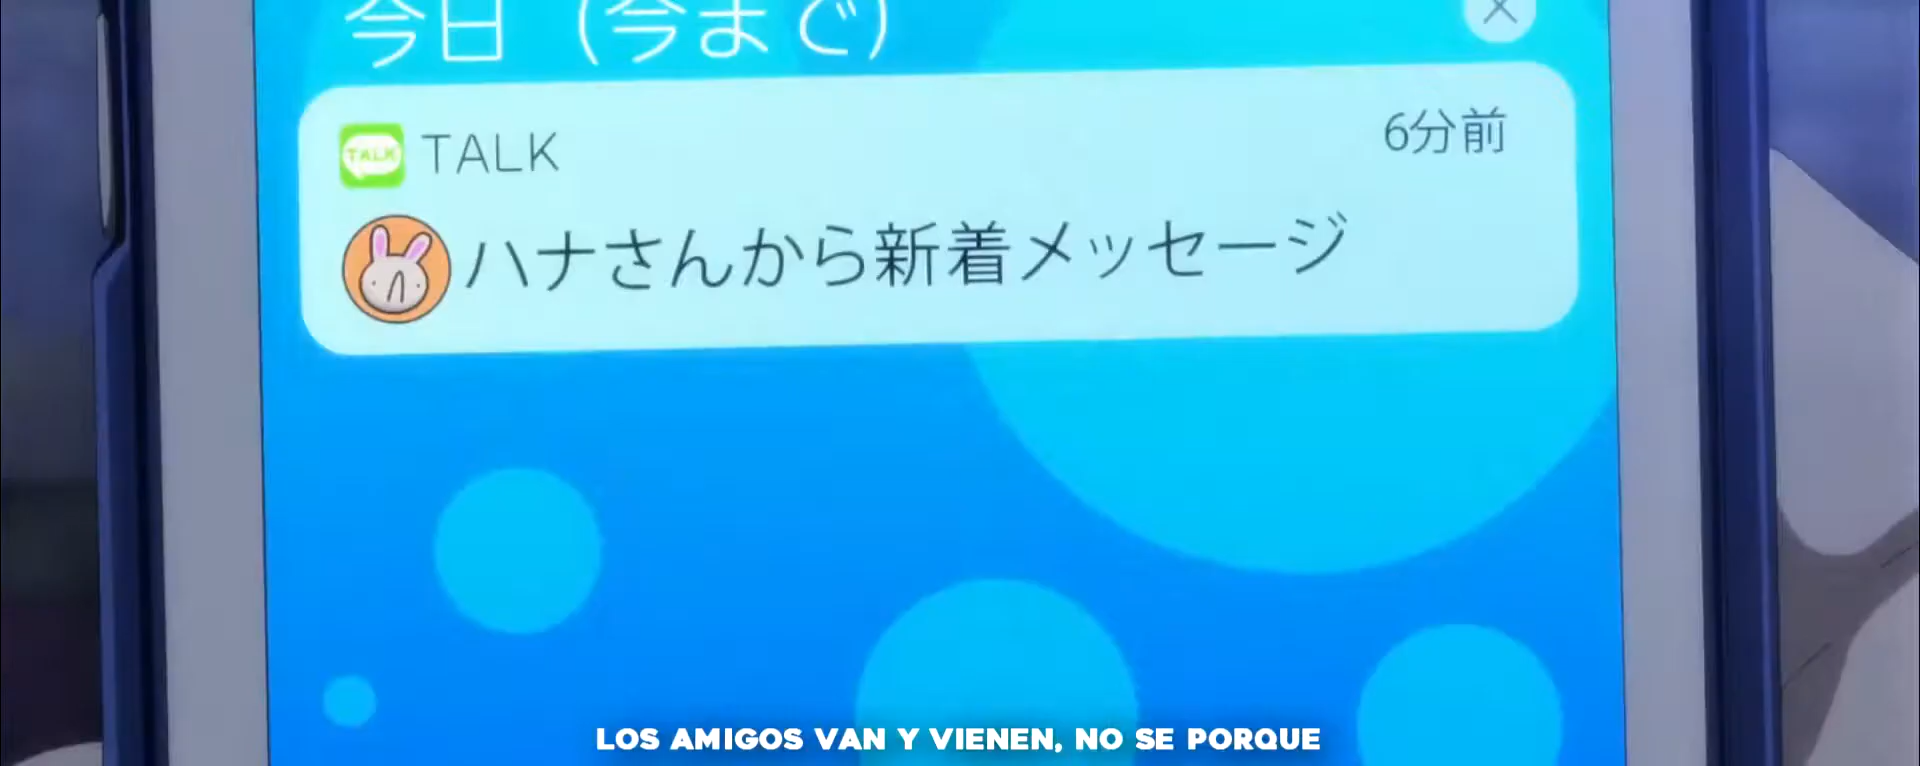 今日（今まで）
TALK
TALK
6分前
ハナさんから新着メッセージ
LOS AMIGOS VAN Y VIENEN, NO SE PORQUE